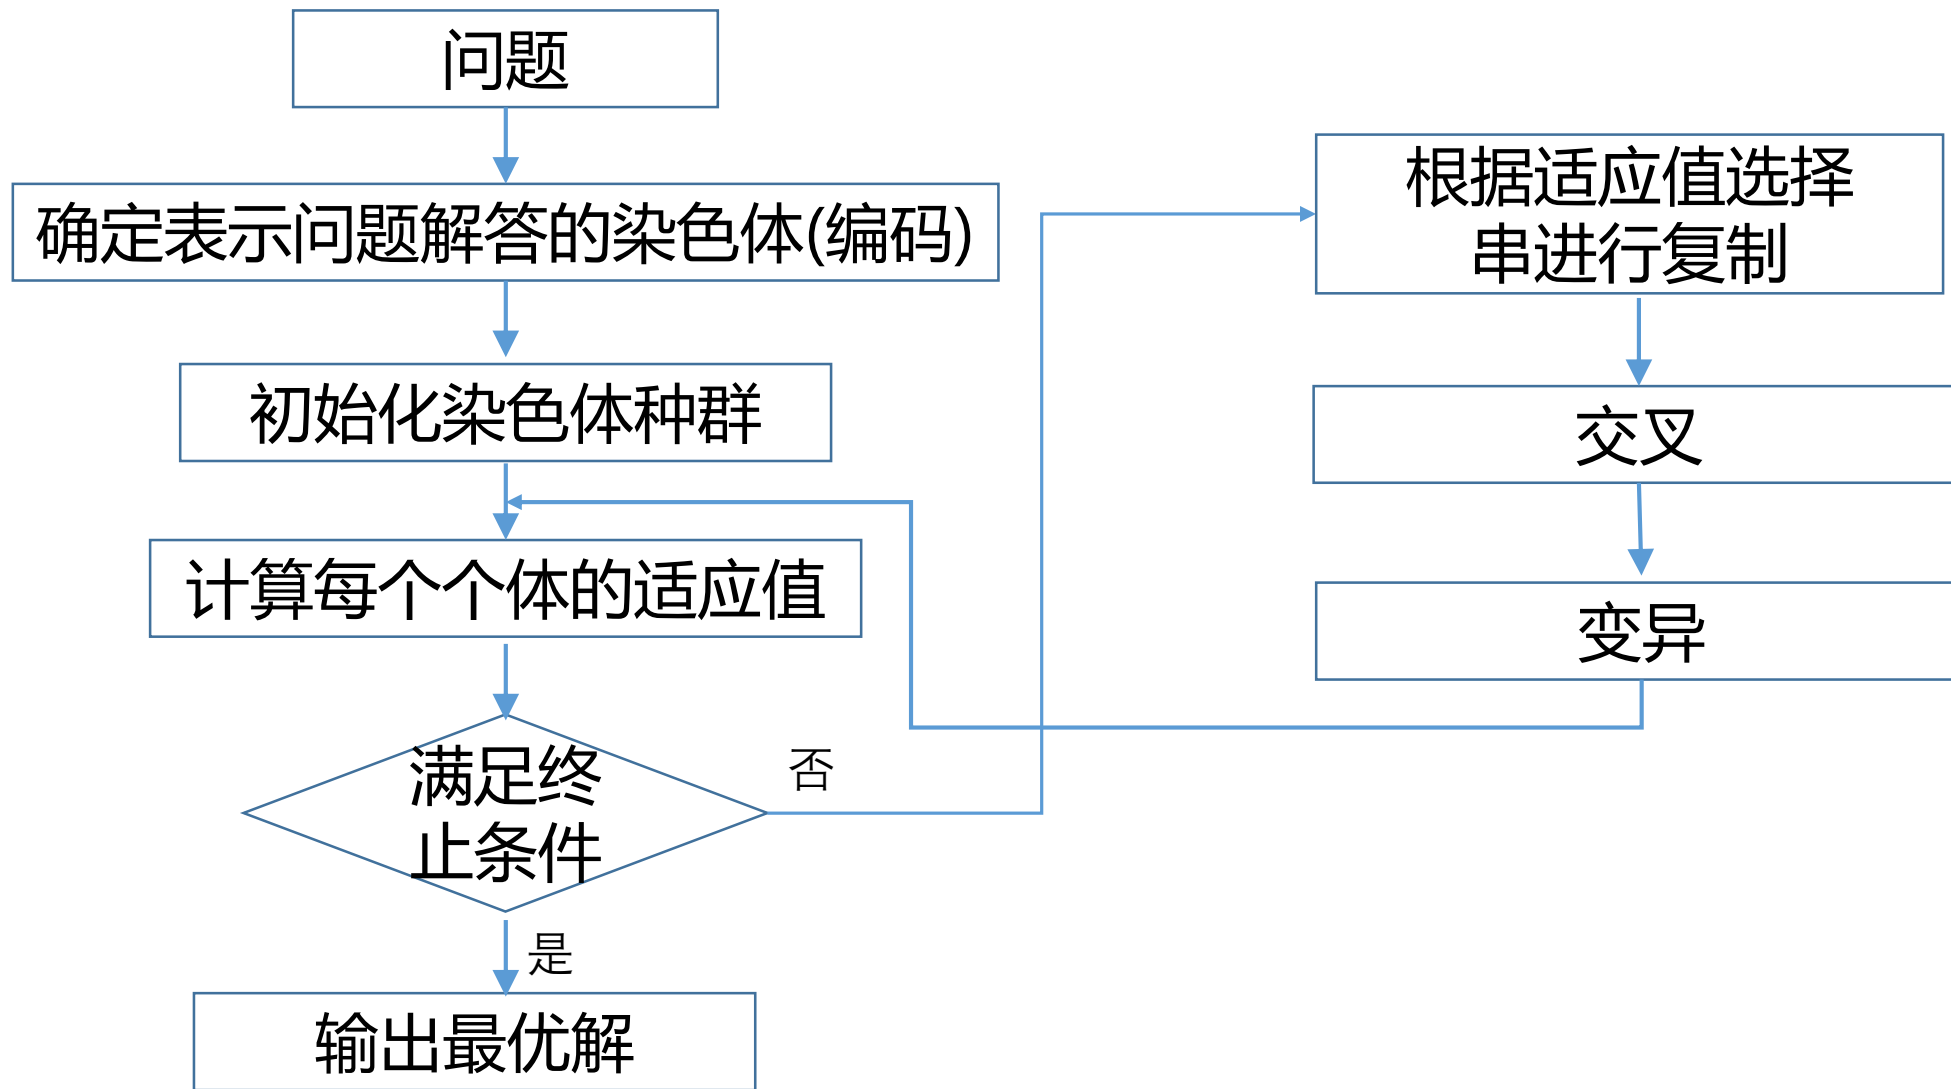 问题
确定表示问题解答的染色体(编码)
初始化染色体种群
计算每个个体的适应值
满足终
止条件
否
是
输出最优解
根据适应值选择
串进行复制
交叉
变异